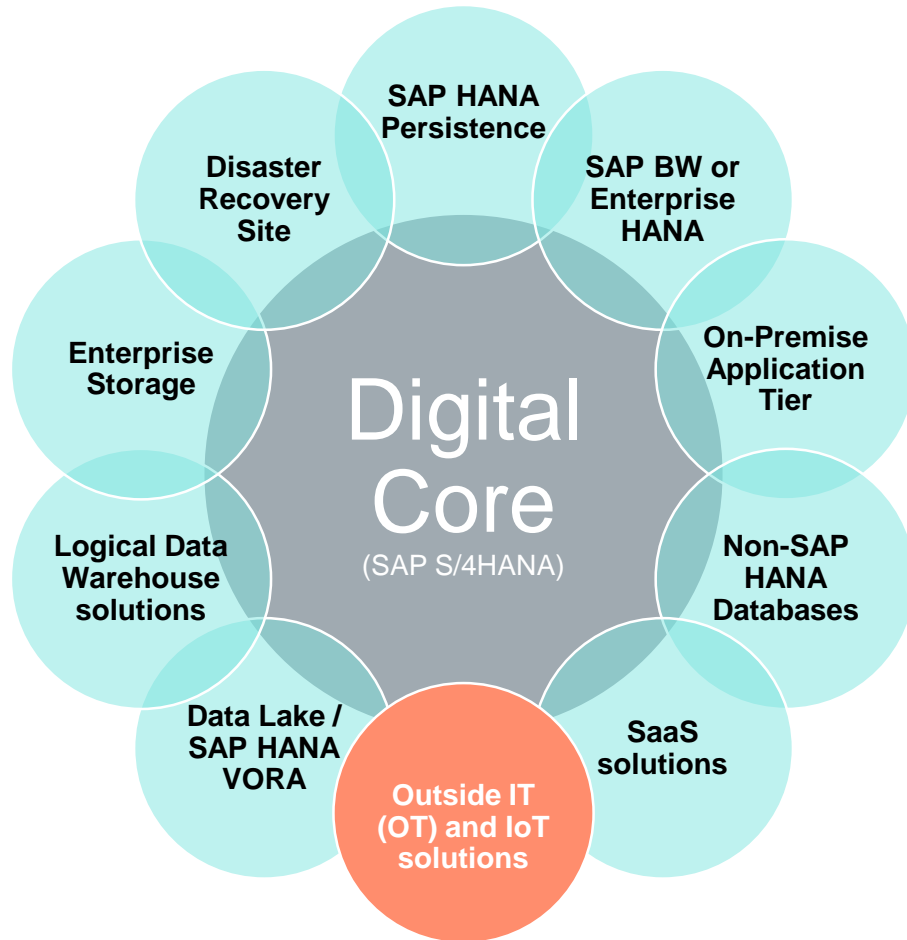 SAP HANA
Persistence
SAP BW or
Enterprise
HANA
On-Premise
Application
Tier
Non-SAP
HANA
Databases
SaaS
solutions
Outside IT
(OT) and IoT
solutions
Data Lake /
SAP HANA
VORA
Logical Data
Warehouse
solutions
Enterprise
Storage
Disaster
Recovery
Site
Digital
Core
(SAP S/4HANA)